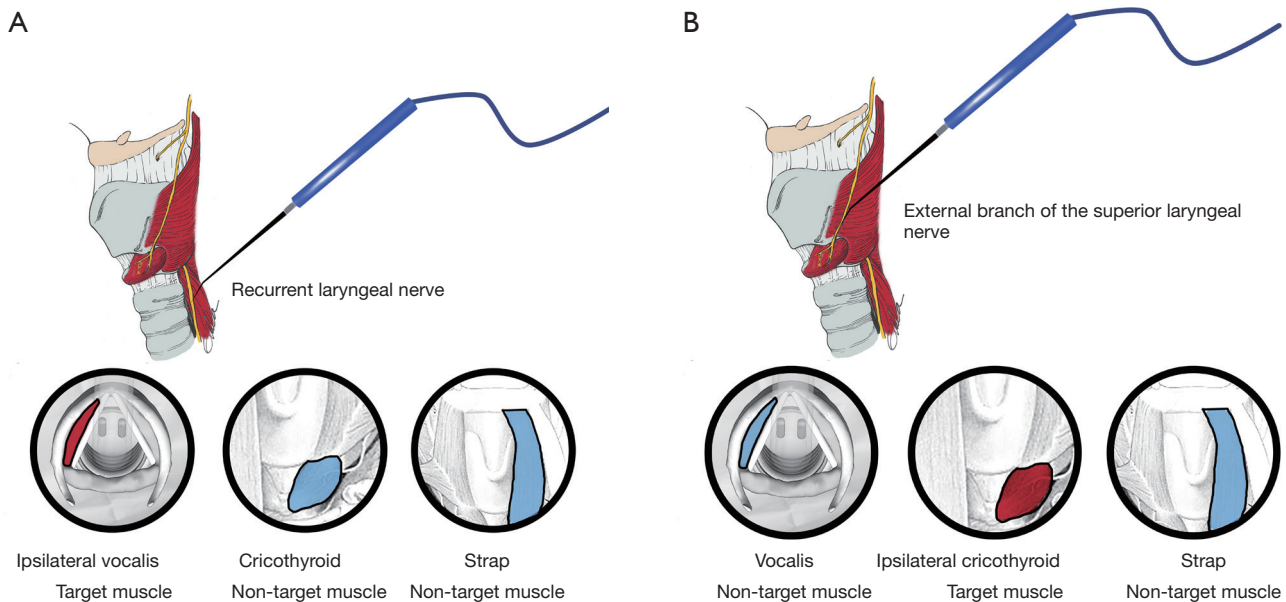 A
Recurrent laryngeal nerve
Ipsilateral vocalis
Target muscle
Cricothyroid
Non-target muscle
Strap
Non-target muscle
B
External branch of the superior laryngeal
nerve
Vocalis
Non-target muscle
Ipsilateral cricothyroid
Target muscle
Strap
Non-target muscle